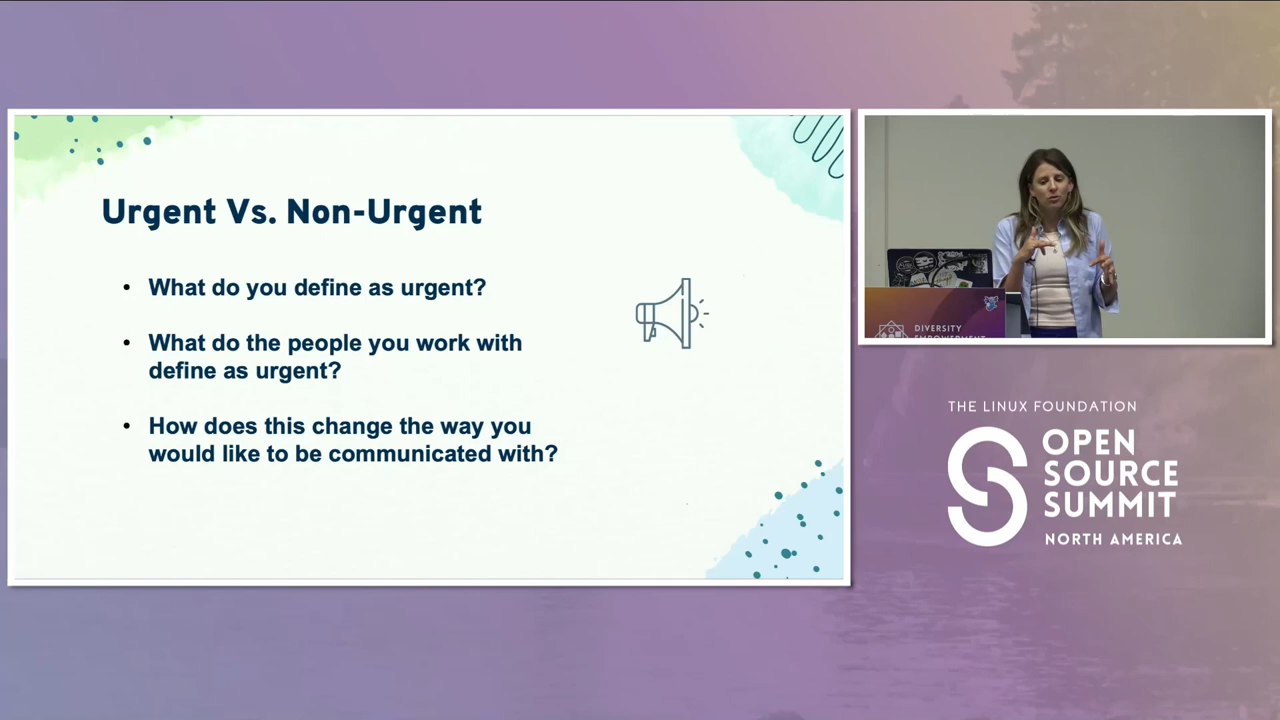 Urgent Vs. Non-Urgent
• What do you define as urgent?
• What do the people you work with
define as urgent?
• How does this change the way you
would like to be communicated with?
DIVERSITY
EMPOWERMENT
THE LINUX FOUNDATION
OPEN
SOURCE
SUMMIT
NORTH AMERICA